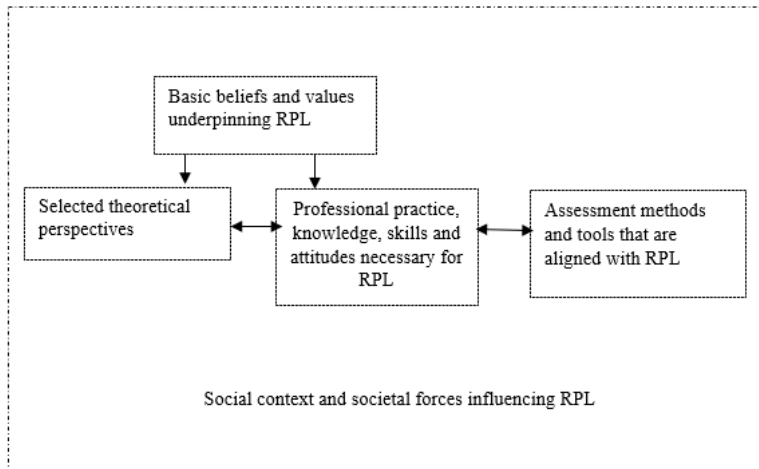 Basic beliefs and values
underpinning RPL
Selected theoretical
perspectives
Professional practice,
knowledge, skills and
attitudes necessary for
RPL
Assessment methods
and tools that are
aligned with RPL
Social context and societal forces influencing RPL